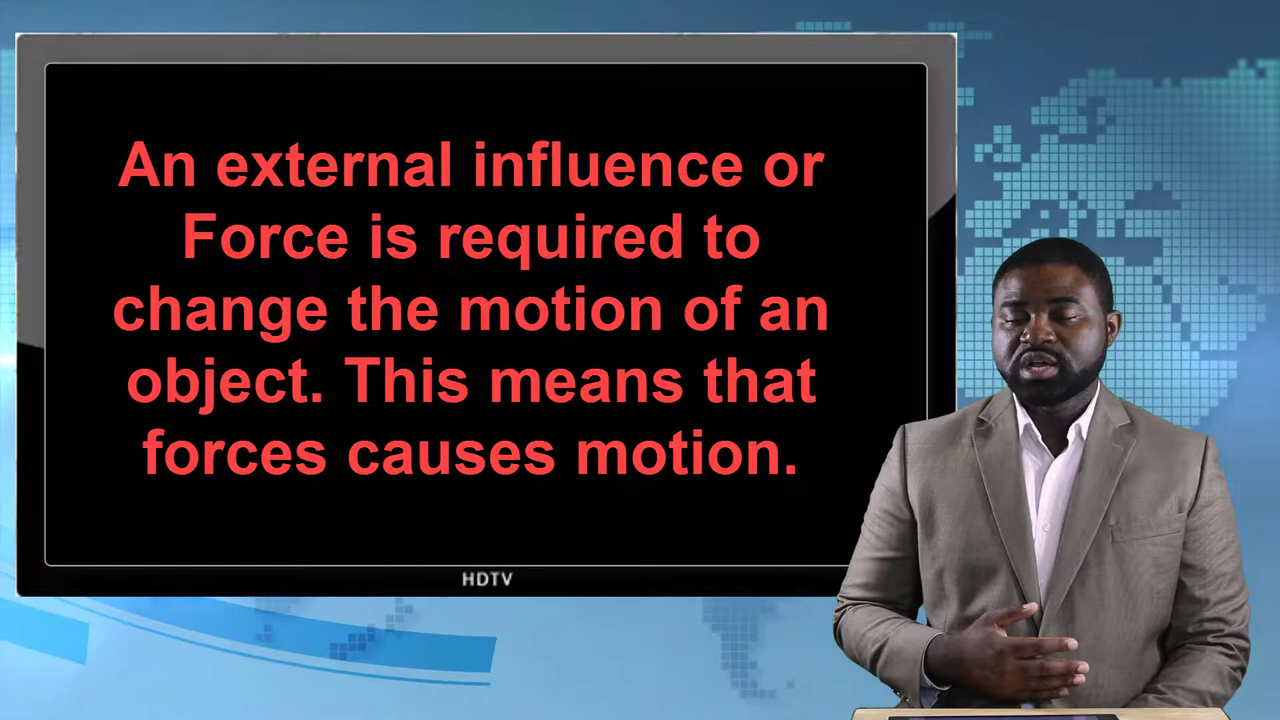 An external influence or
Force is required to
change the motion of an
object. This means that
forces causes motion.
HDTV